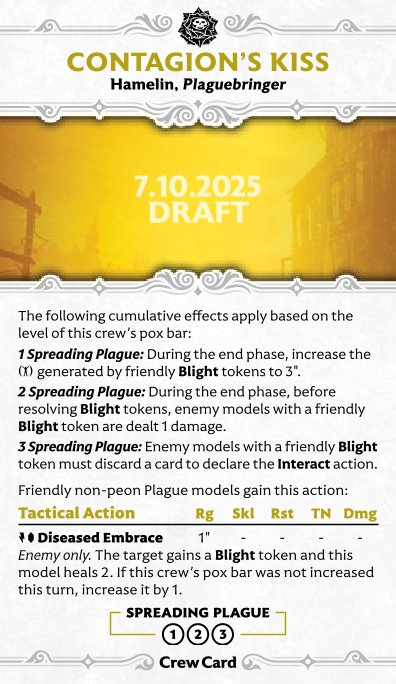 CONTAGION'S KISS
Hamelin, Plaguebringer
7.10.2025
DRAFT
The following cumulative effects apply based on the
level of this crew's pox bar:
1 Spreading Plague: During the end phase, increase the
generated by friendly Blight tokens to 3".
2 Spreading Plague: During the end phase, before
resolving Blight tokens, enemy models with a friendly
Blight token are dealt 1 damage.
3 Spreading Plague: Enemy models with a friendly Blight
token must discard a card to declare the Interact action.
Friendly non-peon Plague models gain this action:
Tactical Action Rg Skl Rst TN Dmg
Diseased Embrace 1" - - - -
Enemy only. The target gains a Blight token and this
model heals 2. If this crew's pox bar was not increased
this turn, increase it by 1.
SPREADING PLAGUE
1 2 3
Crew Card